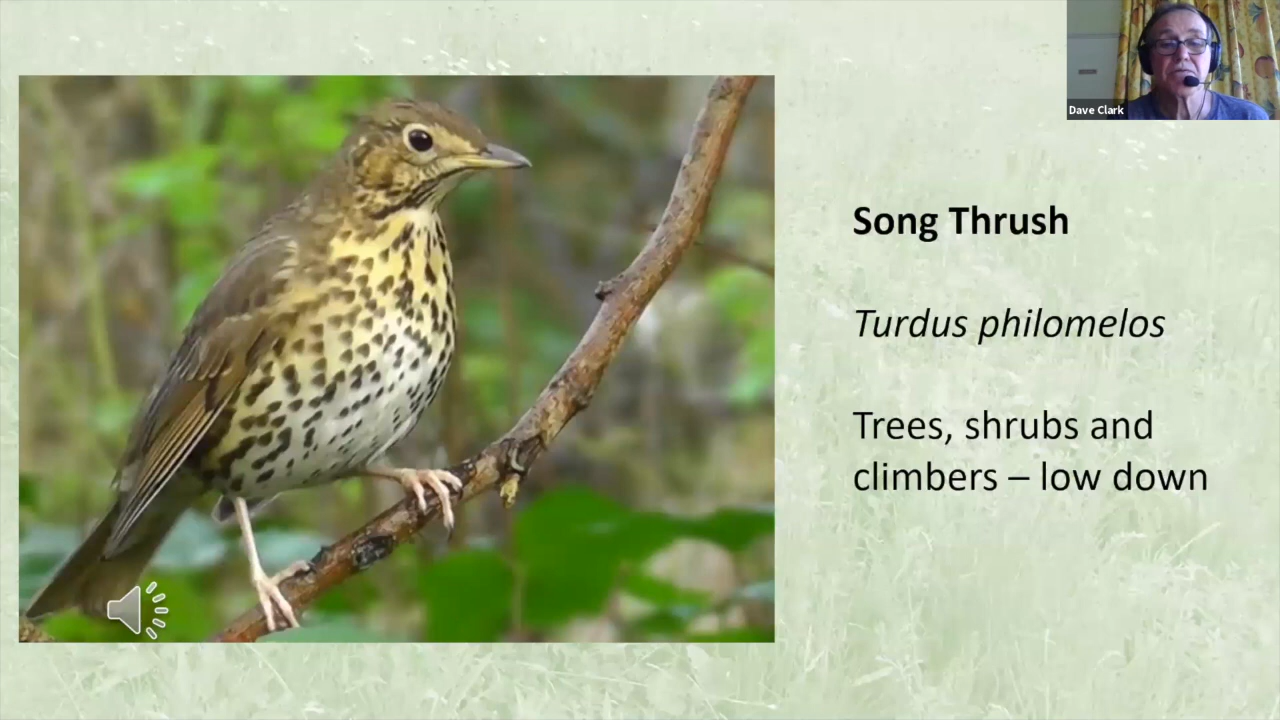 Dave Clark
Song Thrush
Turdus philomelos
Trees, shrubs and
climbers – low down